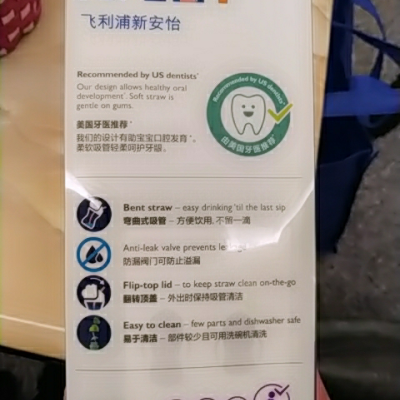 飞利浦新安怡
Recommended by US dentists*
Our design allows healthy oral
development*. Soft straw is
gentle on gums.
美国牙医推荐*
我们的设计有助宝宝口腔发育*。
柔软吸管轻柔呵护牙龈。
Recommended by US dentists*
由美国牙医推荐*
Bent straw – easy drinking 'til the last sip
弯曲式吸管 – 方便饮用, 不留一滴
Anti-leak valve prevents
防漏阀门可防止溢漏
Flip-top lid – to keep straw clean on-the-go
翻转顶盖 – 外出时保持吸管清洁
Easy to clean – few parts and dishwasher safe
易于清洁 – 部件较少且可用洗碗机清洗